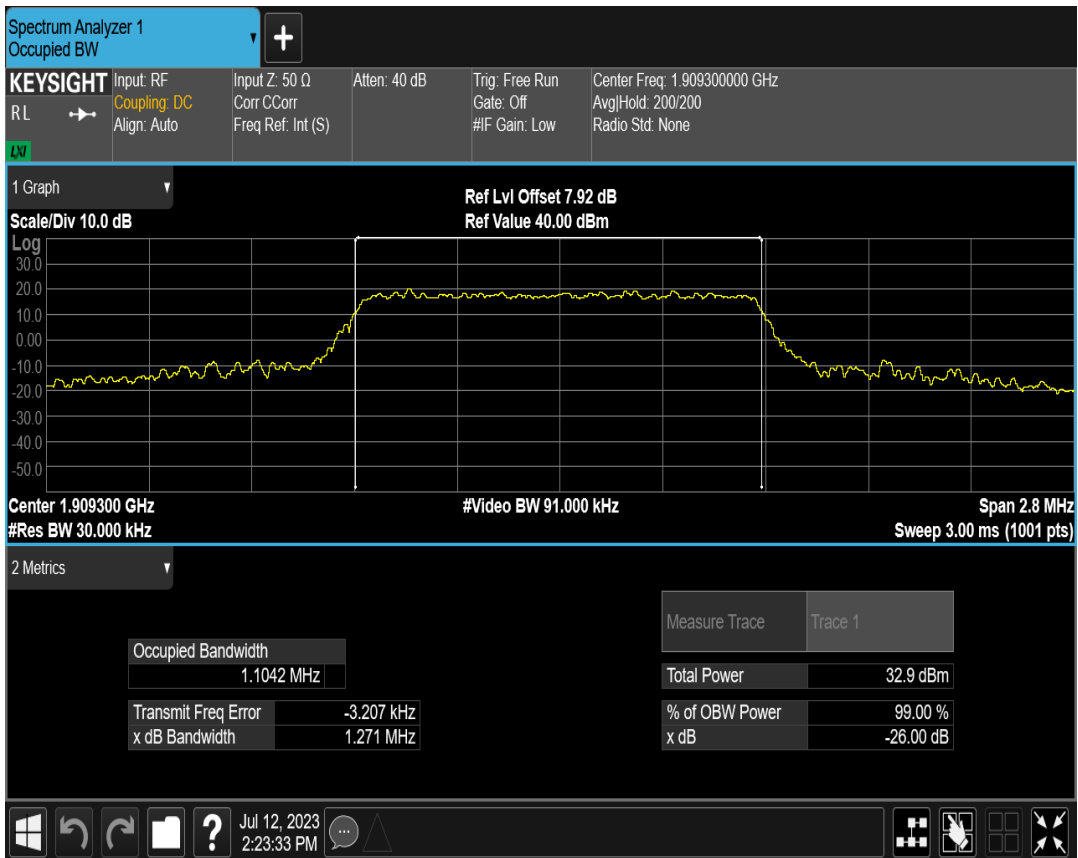 Spectrum Analyzer 1
Occupied BW
+
KEYSIGHT
RL
LXI
Input: RF
Coupling: DC
Align: Auto
Input Z: 50 Ω
Corr CCorr
Freq Ref: Int (S)
Atten: 40 dB
Trig: Free Run
Gate: Off
#IF Gain: Low
Center Freq: 1.909300000 GHz
Avg|Hold: 200/200
Radio Std: None
1 Graph
Scale/Div 10.0 dB
Ref Lvl Offset 7.92 dB
Ref Value 40.00 dBm
Log
30.0
20.0
10.0
0.00
-10.0
-20.0
-30.0
-40.0
-50.0
Center 1.909300 GHz
#Video BW 91.000 kHz
Span 2.8 MHz
#Res BW 30.000 kHz
Sweep 3.00 ms (1001 pts)
2 Metrics
Measure Trace Trace 1
Occupied Bandwidth
1.1042 MHz
Total Power 32.9 dBm
Transmit Freq Error -3.207 kHz
% of OBW Power 99.00 %
x dB Bandwidth 1.271 MHz
x dB -26.00 dB
?
Jul 12, 2023
2:23:33 PM